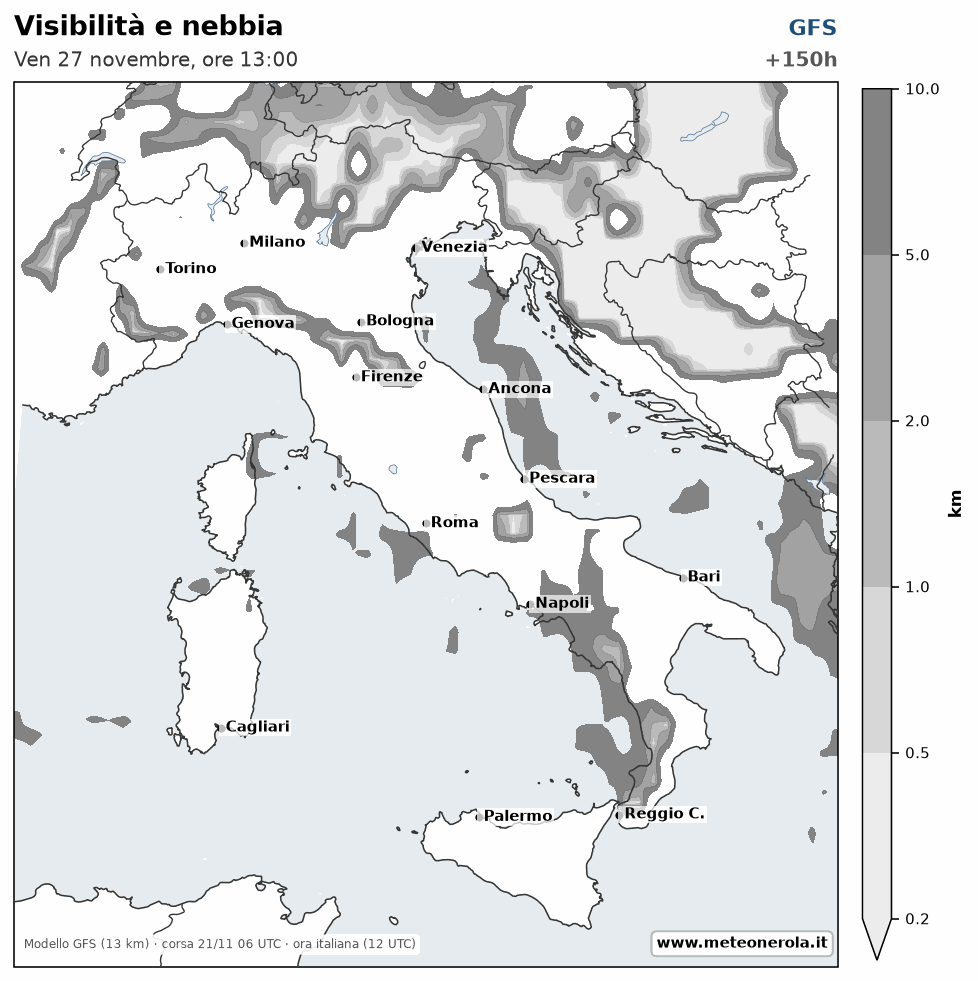 Visibilità e nebbia
GFS
Ven 27 novembre, ore 13:00
+150h
10.0
5.0
2.0
1.0
0.5
0.2
km
Milano
Venezia
Torino
Genova
Bologna
Firenze
Ancona
Pescara
Roma
Bari
Napoli
Cagliari
Palermo
Reggio C.
Modello GFS (13 km) · corsa 21/11 06 UTC · ora italiana (12 UTC)
www.meteonerola.it